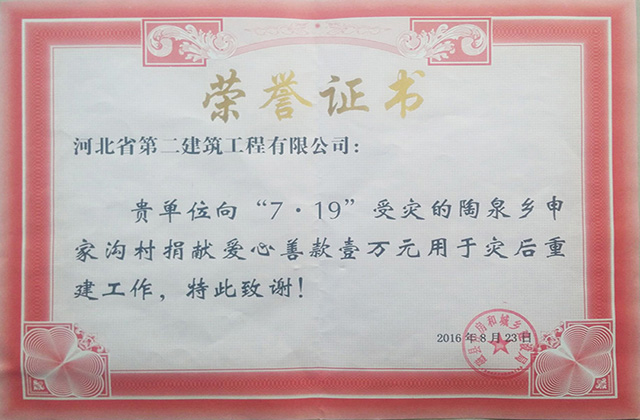 荣誉证书
河北省第二建筑工程有限公司：
贵单位向“7·19”受灾的陶泉乡申
家沟村捐献爱心善款壹万元用于灾后重
建工作，特此致谢！
2016年8月23日